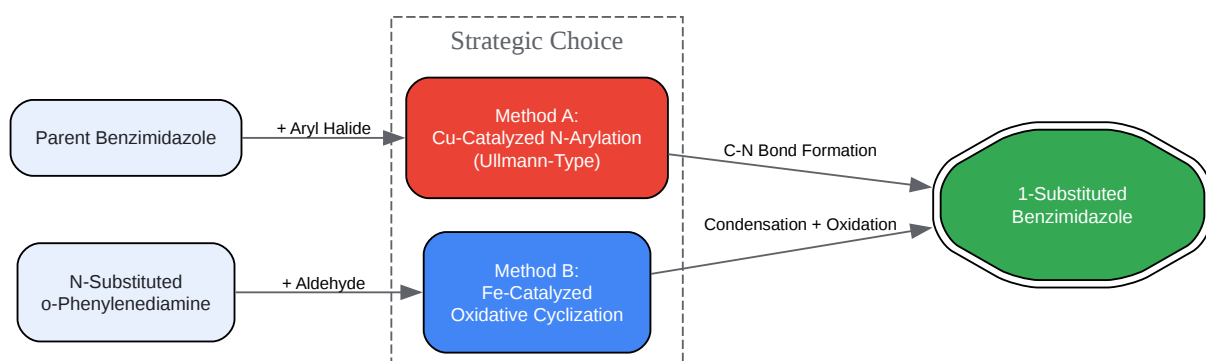 Strategic Choice
Parent Benzimidazole
+ Aryl Halide
Method A:
Cu-Catalyzed N-Arylation
(Ullmann-Type)
C-N Bond Formation
N-Substituted
o-Phenylenediamine
+ Aldehyde
Method B:
Fe-Catalyzed
Oxidative Cyclization
Condensation + Oxidation
1-Substituted
Benzimidazole